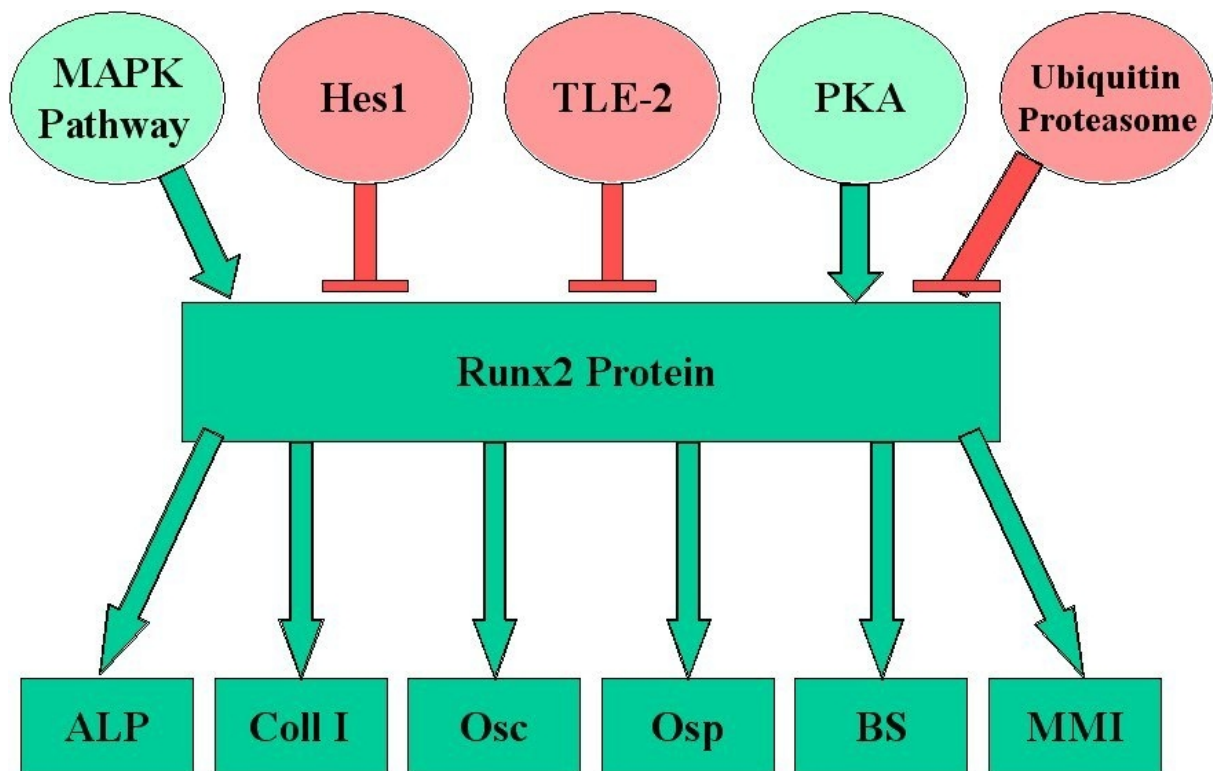 MAPK
Pathway
Hes1
TLE-2
PKA
Ubiquitin
Proteasome
Runx2 Protein
ALP
Coll I
Osc
Osp
BS
MMI